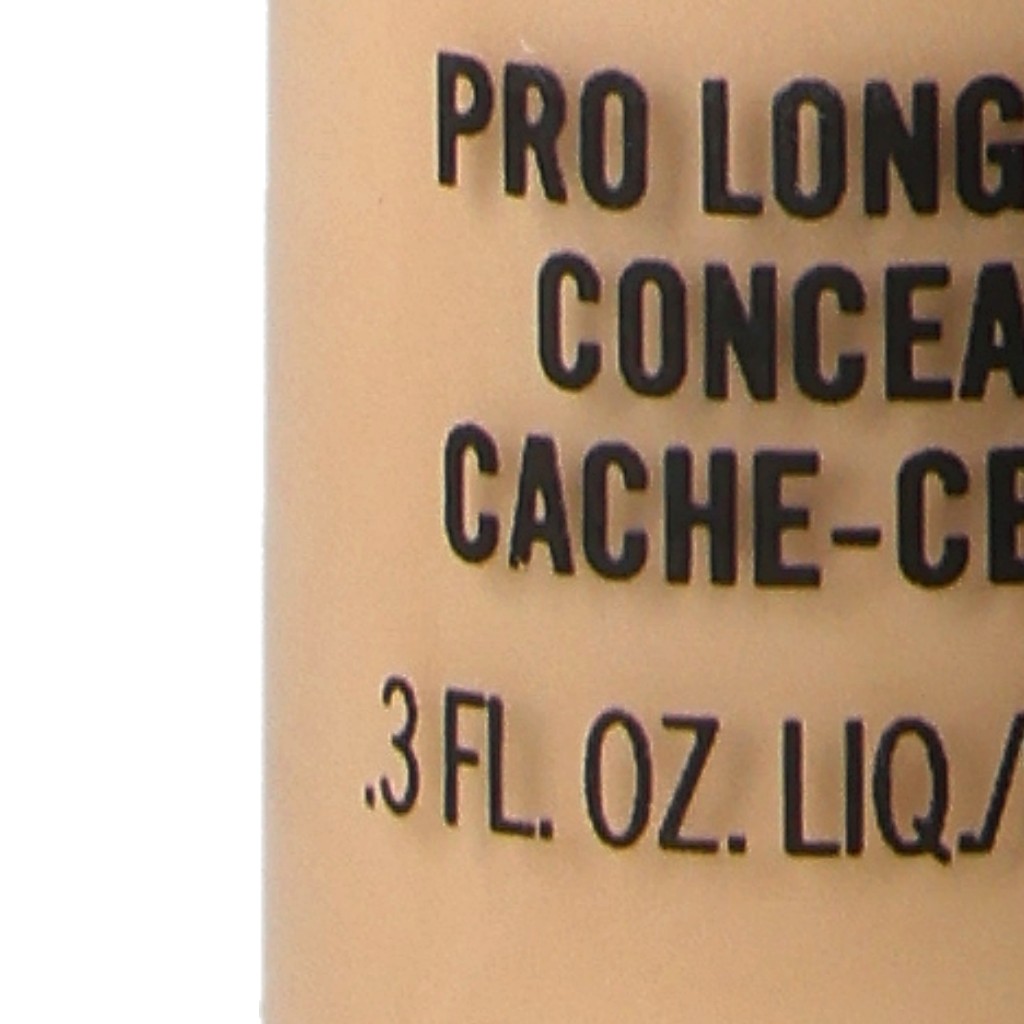 PRO LONG
CONCEA
CACHE-CE
.3 FL. OZ. LIQ./